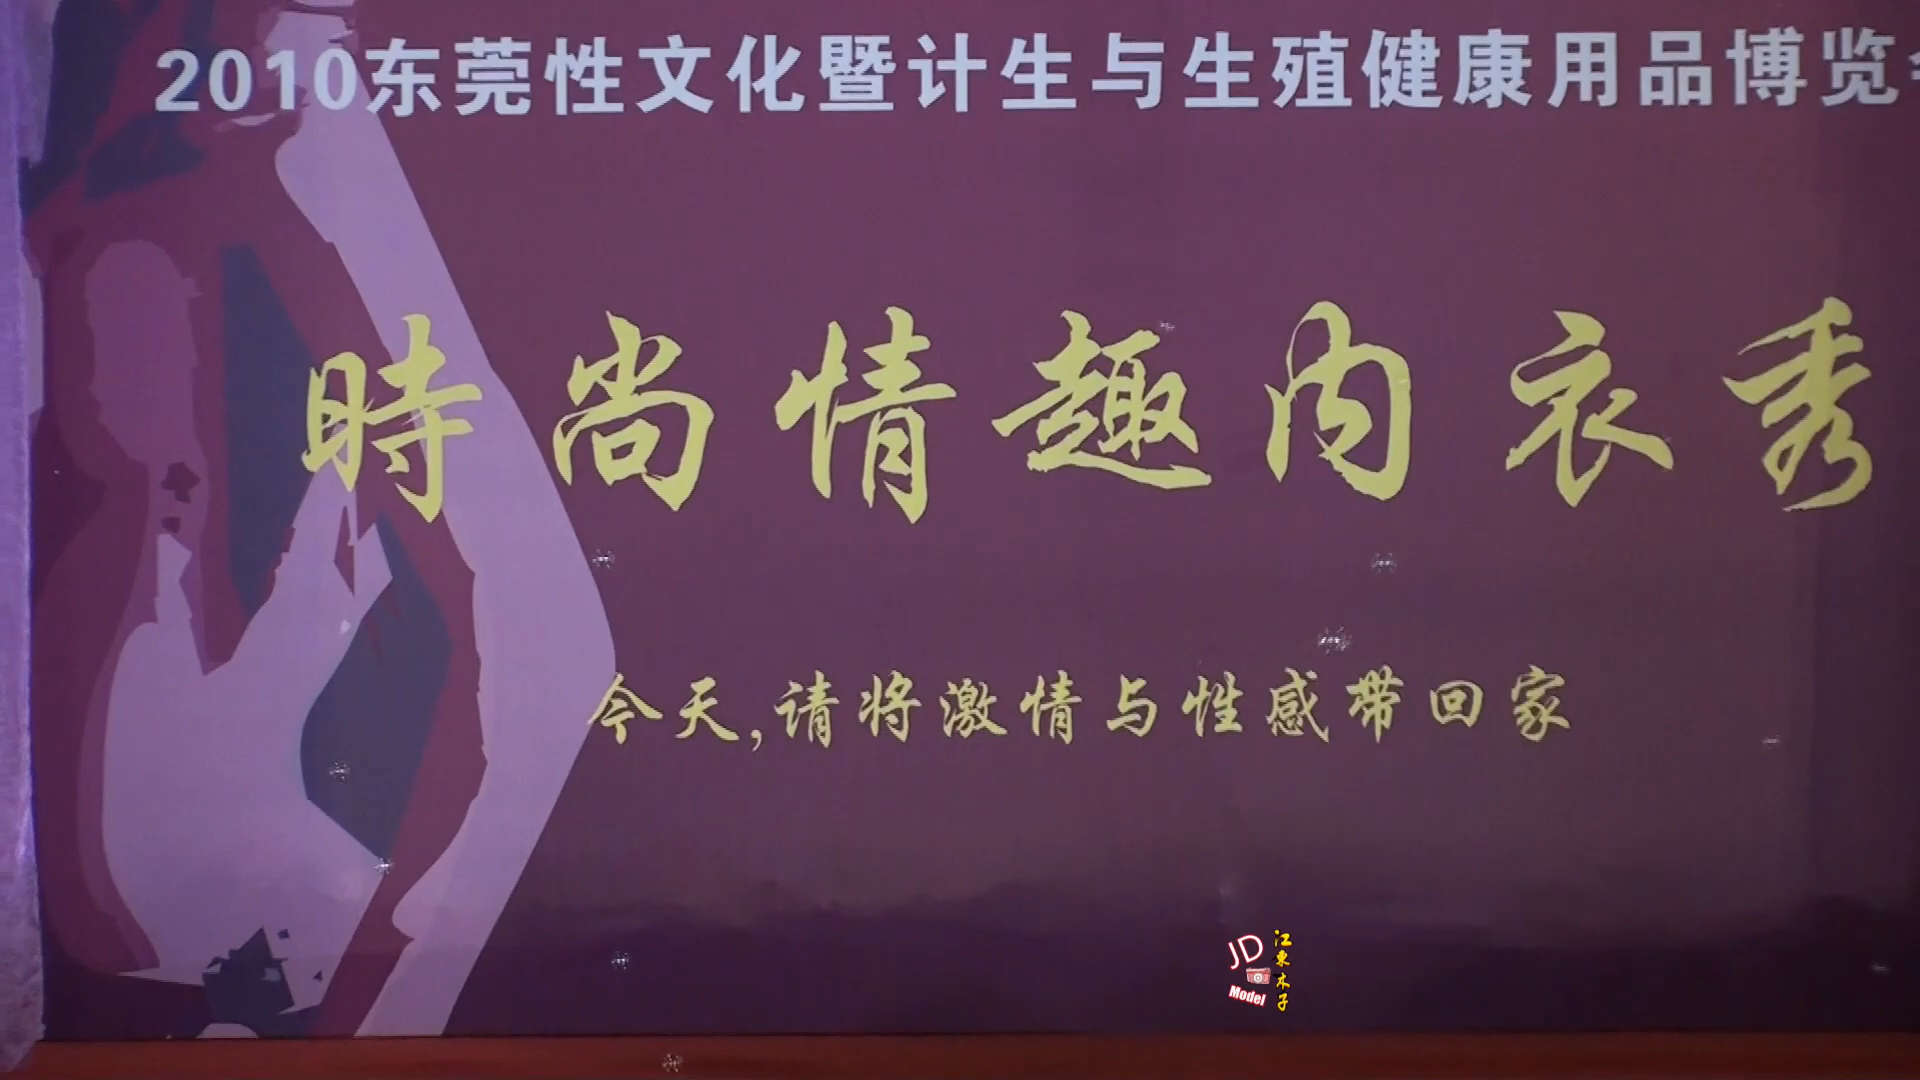 2010东莞性文化暨计生与生殖健康用品博览
時尚情趣内衣秀
今天,请将激情与性感带回家
JD
Model
江東木子